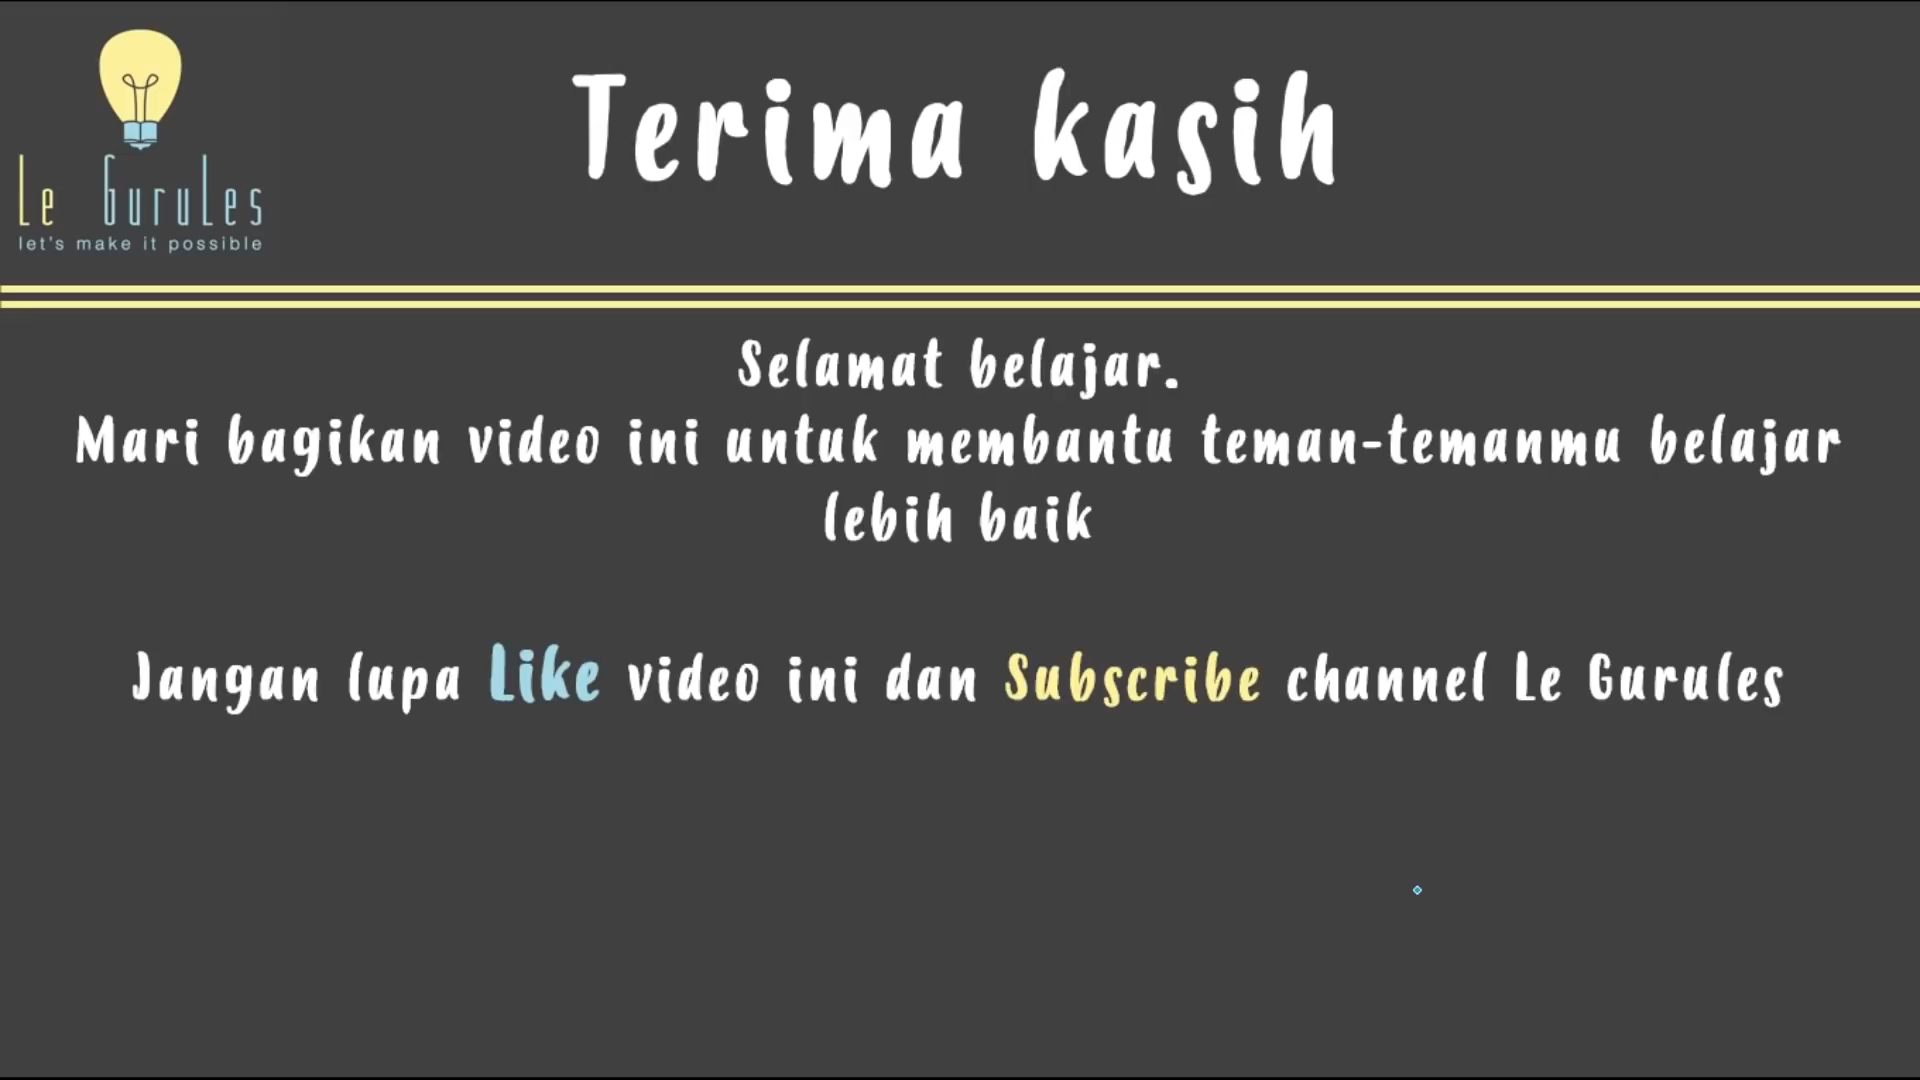 Le Gurules
let's make it possible
Terima kasih
Selamat belajar.
Mari bagikan video ini untuk membantu teman-temanmu belajar
lebih baik
Jangan lupa Like video ini dan Subscribe channel Le Gurules